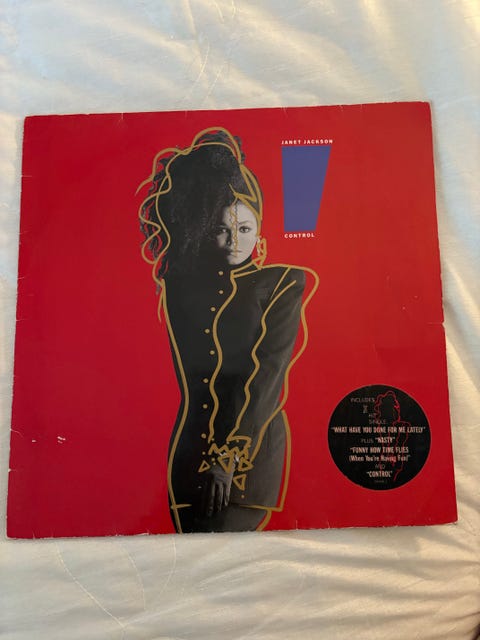 JANET JACKSON
CONTROL
INCLUDES
HIT
SINGLE
"WHAT HAVE YOU DONE FOR ME LATELY"
PLUS "NASTY"
"FUNNY HOW TIME FLIES
(When You're Having Fun)"
AND
"CONTROL"